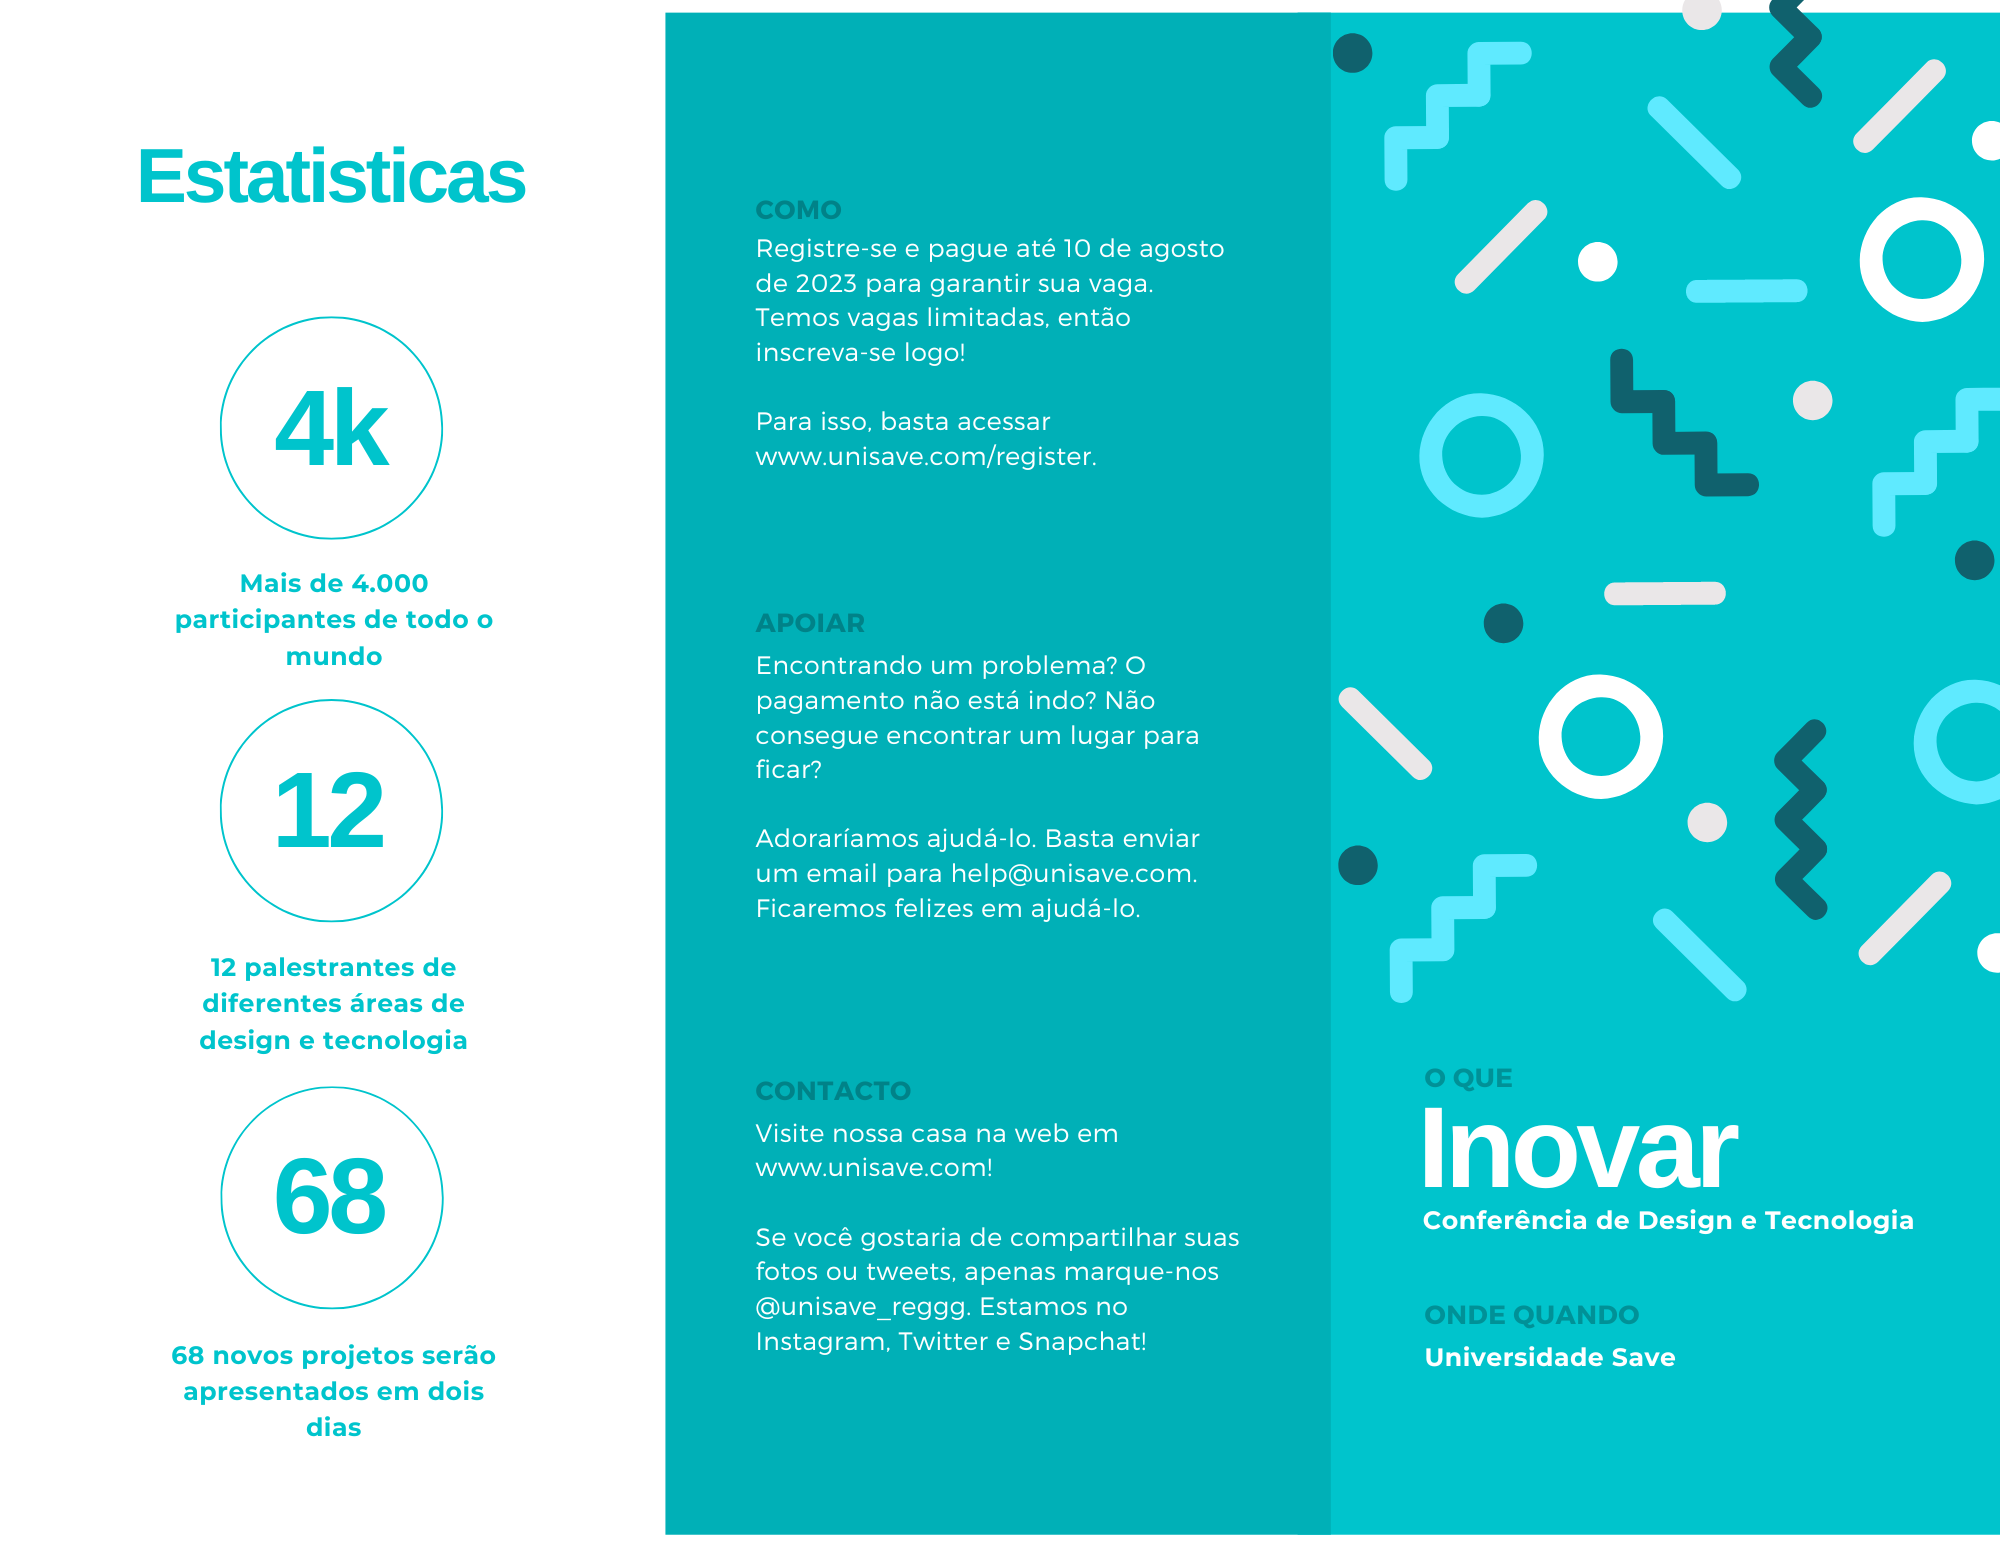 Estatisticas
4k
Mais de 4.000
participantes de todo o
mundo
12
12 palestrantes de
diferentes áreas de
design e tecnologia
68
68 novos projetos serão
apresentados em dois
dias
COMO
Registre-se e pague até 10 de agosto
de 2023 para garantir sua vaga.
Temos vagas limitadas, então
inscreva-se logo!
Para isso, basta acessar
www.unisave.com/register.
APOIAR
Encontrando um problema? O
pagamento não está indo? Não
consegue encontrar um lugar para
ficar?
Adoraríamos ajudá-lo. Basta enviar
um email para help@unisave.com.
Ficaremos felizes em ajudá-lo.
CONTACTO
Visite nossa casa na web em
www.unisave.com!
Se você gostaria de compartilhar suas
fotos ou tweets, apenas marque-nos
@unisave_reggg. Estamos no
Instagram, Twitter e Snapchat!
O QUE
Inovar
Conferência de Design e Tecnologia
ONDE QUANDO
Universidade Save